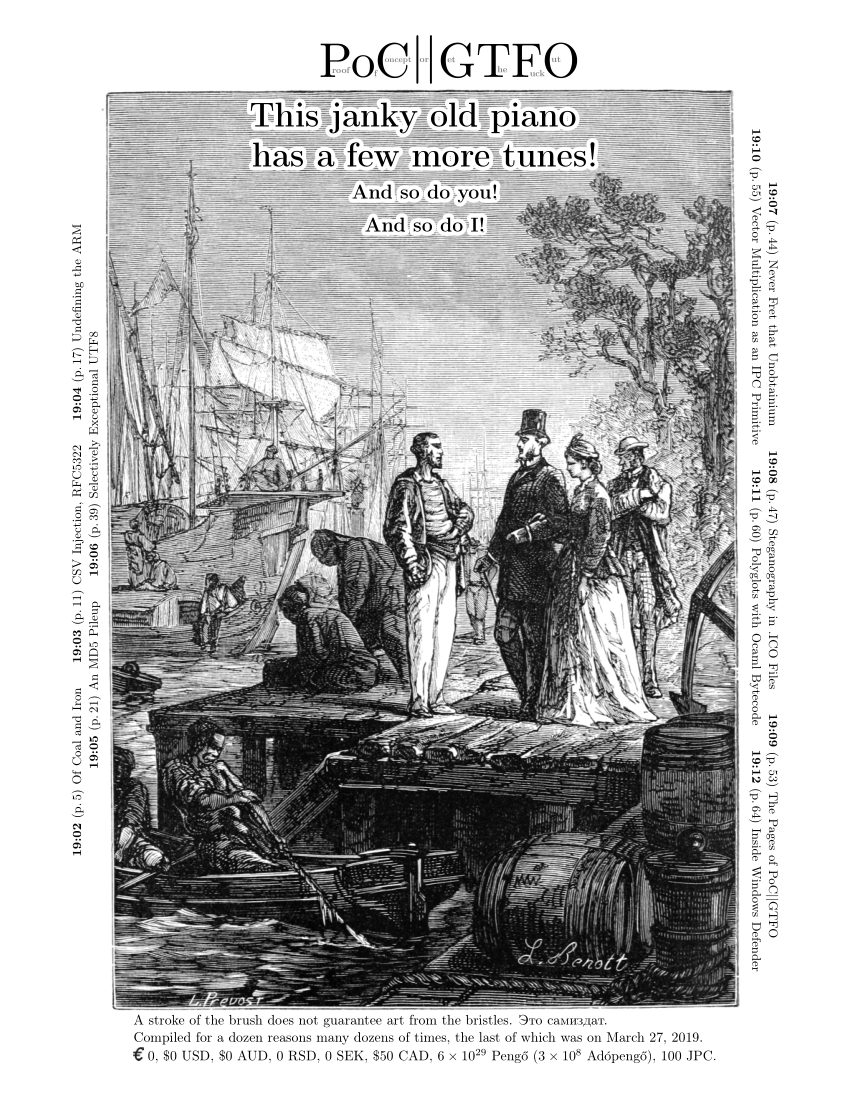 PoC||GTFO
This janky old piano
has a few more tunes!
And so do you!
And so do I!
19:02 (p. 5) Of Coal and Iron 19:03 (p. 11) CSV Injection, RFC5322 19:04 (p. 17) Undefining the ARM
19:05 (p. 21) An MD5 Pileup 19:06 (p. 39) Selectively Exceptional UTF8
19:07 (p. 44) Never Fret that Unobtainium 19:08 (p. 47) Steganography in .ICO Files 19:09 (p. 53) The Pages of PoC||GTFO
19:10 (p. 55) Vector Multiplication as an IPC Primitive 19:11 (p. 60) Polyglots with Ocaml Bytecode 19:12 (p. 64) Inside Windows Defender
L. Benott
L. Prevost
A stroke of the brush does not guarantee art from the bristles. Это самиздат.
Compiled for a dozen reasons many dozens of times, the last of which was on March 27, 2019.
€ 0, $0 USD, $0 AUD, 0 RSD, 0 SEK, $50 CAD, 6 × 10²⁹ Pengő (3 × 10⁸ Adópengő), 100 JPC.